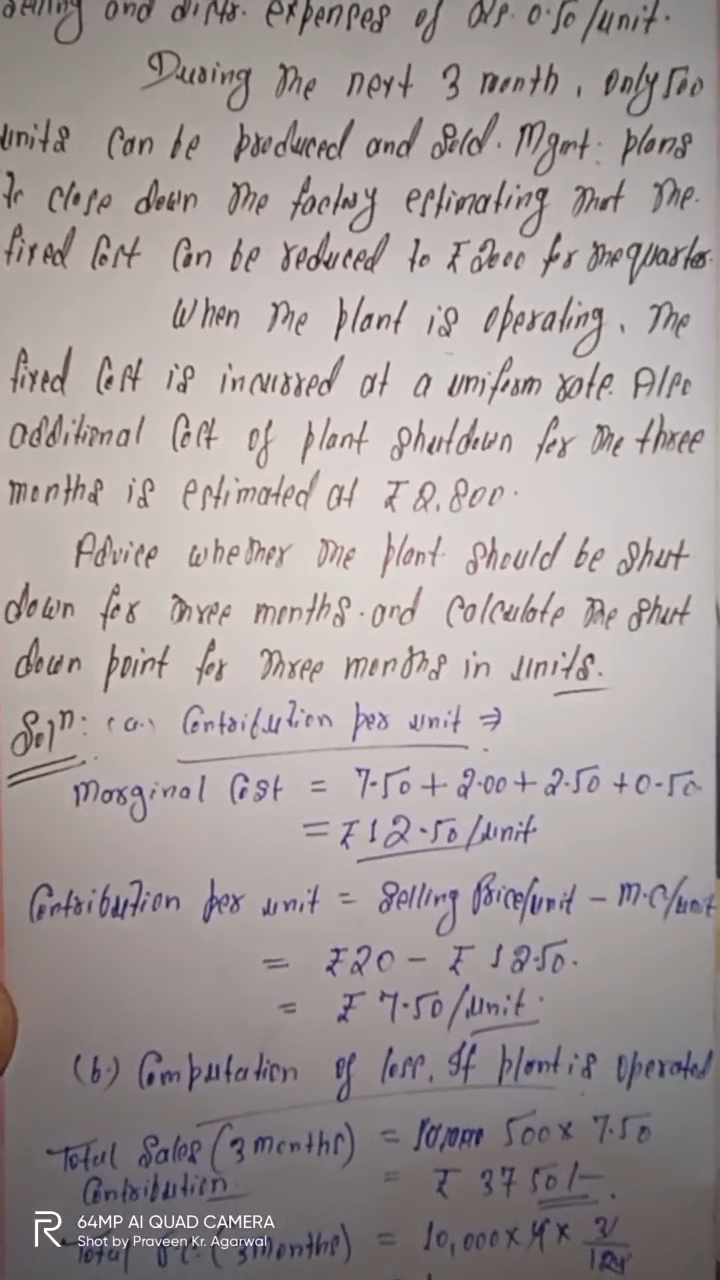 selling and distr. expenses of Rs. 0.50/unit.
During the next 3 month, only 500
units can be produced and sold. Mgmt. plans
to close down the factory estimating that the
fixed cost can be reduced to ₹ 2000 for the quarter
When the plant is operating, the
fixed cost is incurred at a uniform rate. Also
additional cost of plant shutdown for the three
months is estimated at ₹ 2,800.
Advice whether the plant should be shut
down for three months. and calculate the shut
down point for three months in units.
Solⁿ: (a.) Contribution per unit ⇒
Marginal Cost = 7.50 + 2.00 + 2.50 + 0.50
= ₹ 12.50/unit
Contribution per unit = Selling Price/unit - M.C/unit
= ₹20 - ₹ 12.50.
= ₹ 7.50/unit.
(b.) Computation of loss, If plant is operated
Total Sales (3 months) = 500 x 7.50
Contribution = ₹ 3750/-.
64MP AI QUAD CAMERA
Shot by Praveen Kr. Agarwal
Total (3 months) = 10,000 x 4 x 3/12